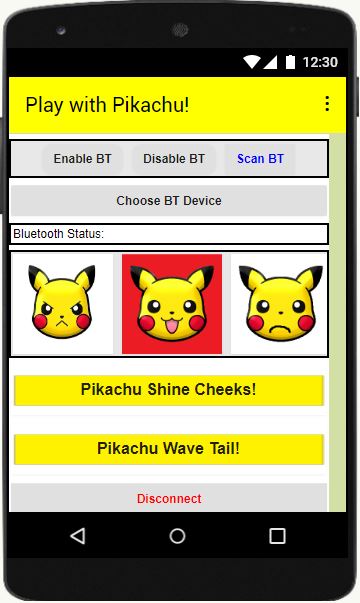 12:30
Play with Pikachu!
Enable BT Disable BT Scan BT
Choose BT Device
Bluetooth Status:
Pikachu Shine Cheeks!
Pikachu Wave Tail!
Disconnect